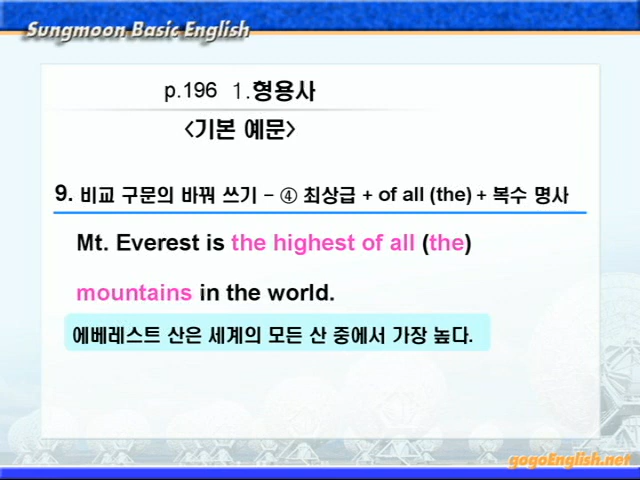 Sungmoon Basic English
p.196 1.형용사
<기본 예문>
9. 비교 구문의 바꿔 쓰기 - ④ 최상급 + of all (the) + 복수 명사
Mt. Everest is the highest of all (the)
mountains in the world.
에베레스트 산은 세계의 모든 산 중에서 가장 높다.
gogoEnglish.net